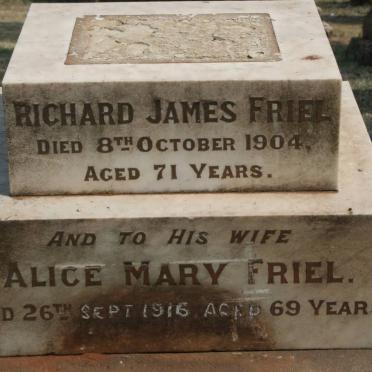 RICHARD JAMES FRIEL
DIED 8TH OCTOBER 1904,
AGED 71 YEARS.
AND TO HIS WIFE
ALICE MARY FRIEL.
D 26TH SEPT 1916 AGED 69 YEAR